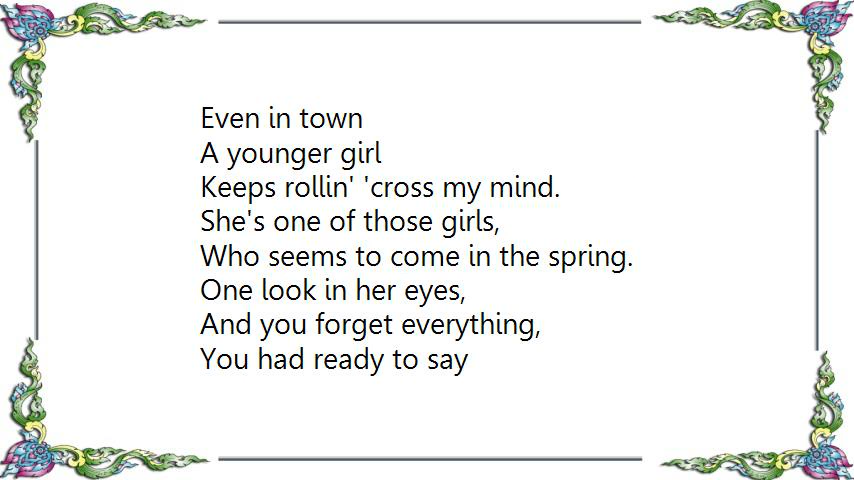 Even in town
A younger girl
Keeps rollin' 'cross my mind.
She's one of those girls,
Who seems to come in the spring.
One look in her eyes,
And you forget everything,
You had ready to say